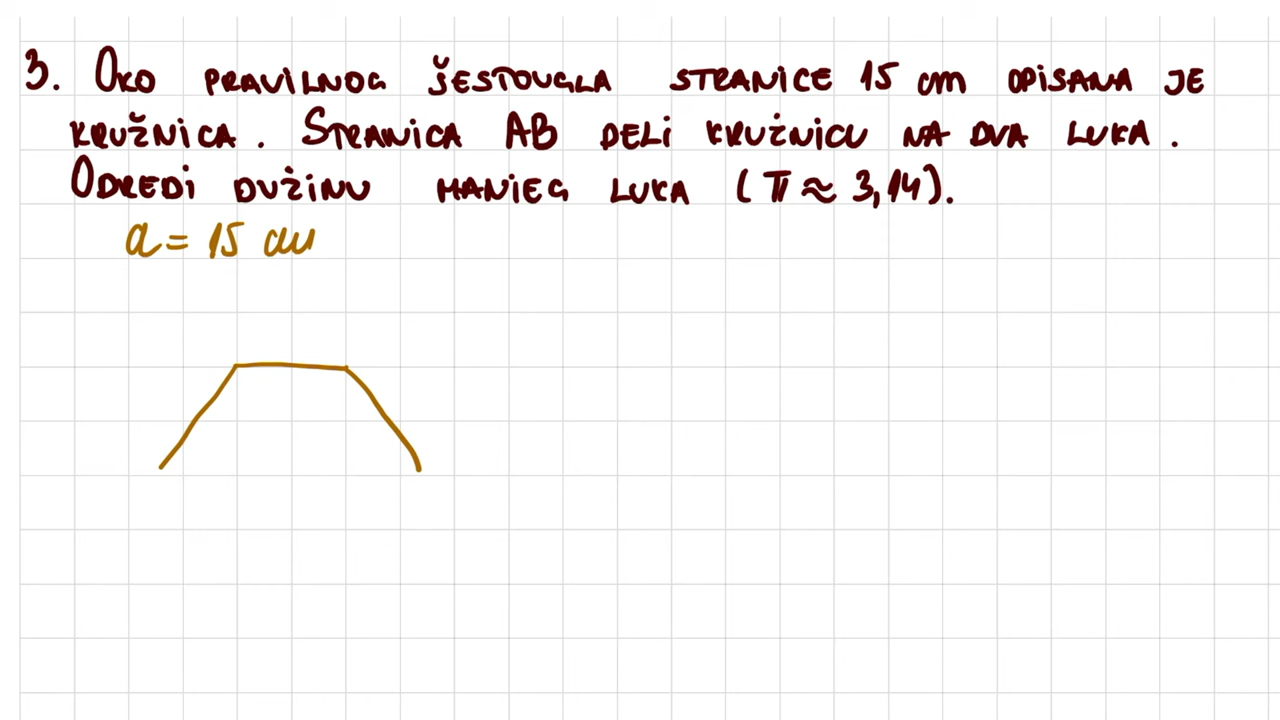 3. Oko pravilnog šestougla stranice 15 cm opisana je
kružnica. Stranica AB deli kružnicu na dva luka.
Odredi dužinu manjeg luka (π ≈ 3,14).
a = 15 cm